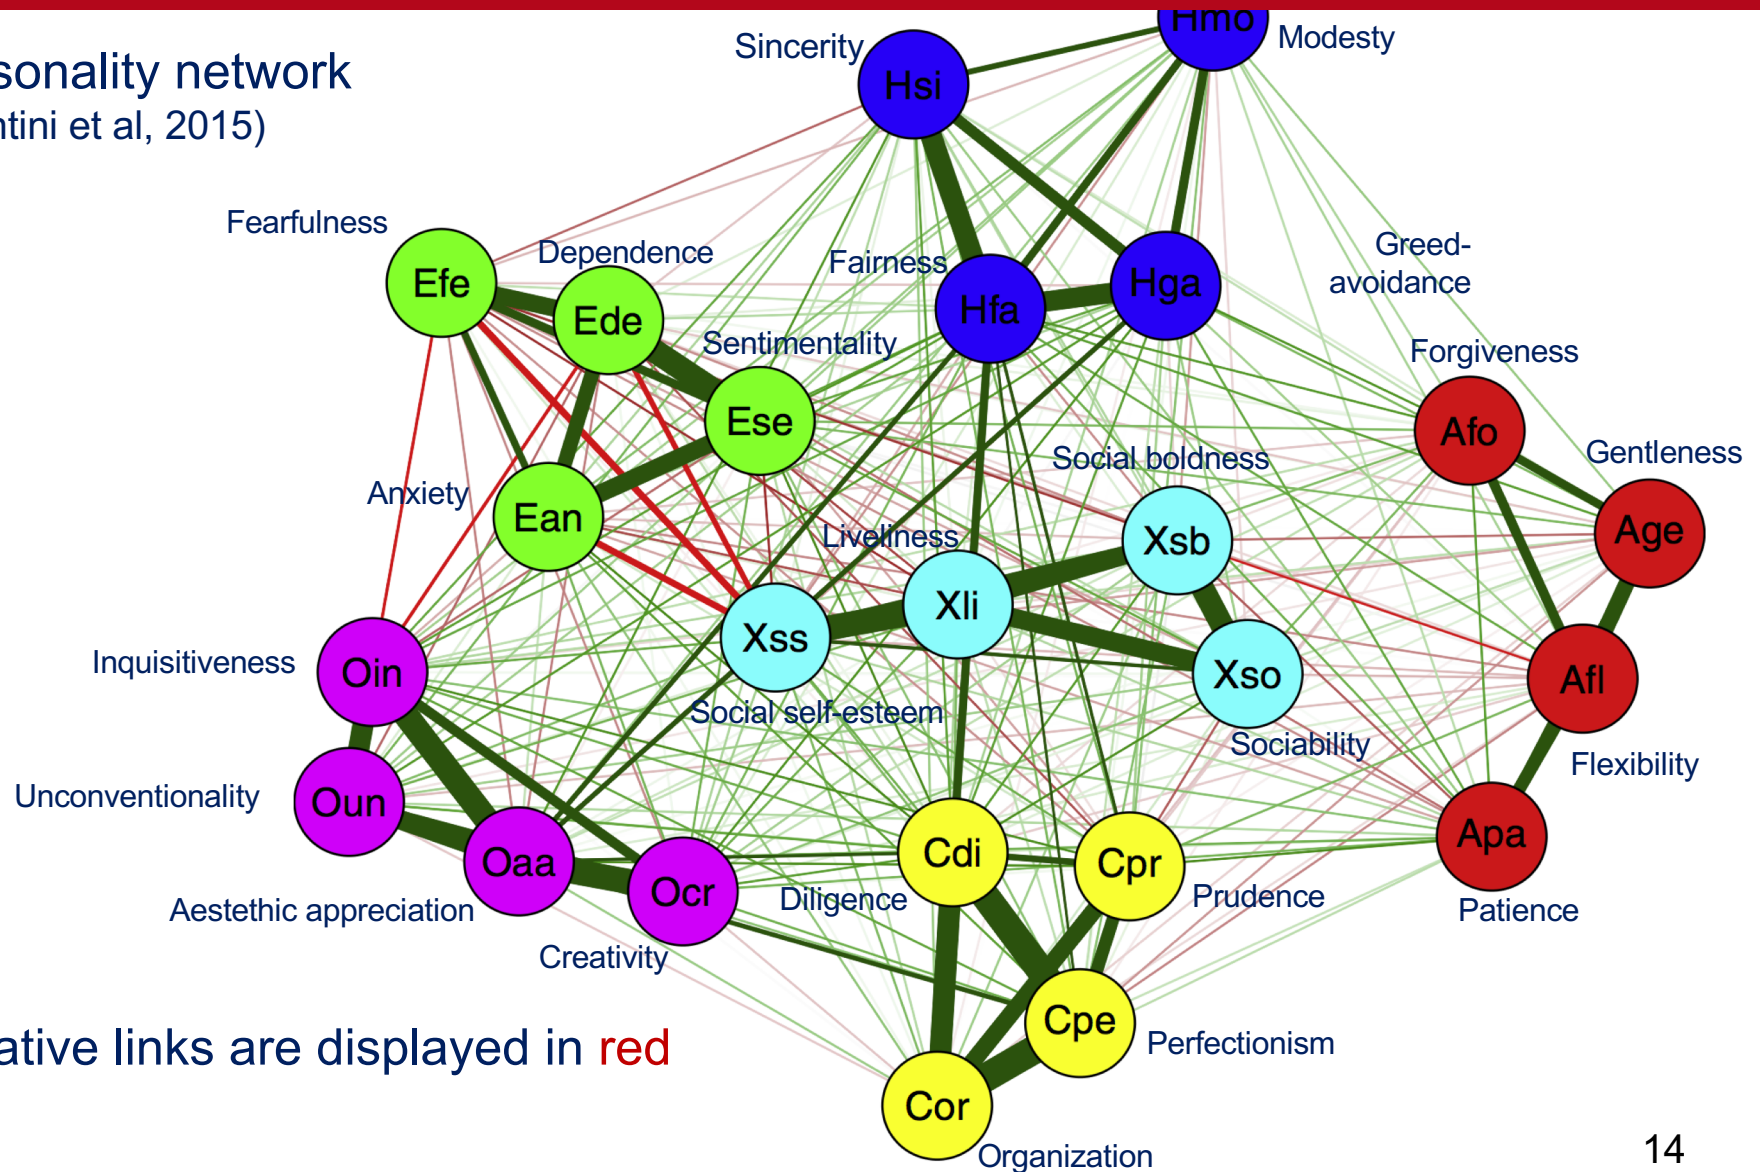 Hmo
Modesty
Sincerity
sonality network
Hsi
ntini et al, 2015)
Fearfulness
Dependence
Fairness
Greed-
avoidance
Efe
Ede
Hfa
Hga
Sentimentality
Forgiveness
Ese
Afo
Social boldness
Gentleness
Anxiety
Ean
Liveliness
Xsb
Age
Xli
Xss
Inquisitiveness
Oin
Xso
Afl
Social self-esteem
Sociability
Flexibility
Unconventionality
Oun
Oaa
Ocr
Cdi
Cpr
Apa
Diligence
Prudence
Patience
Aestethic appreciation
Creativity
Cpe
Perfectionism
ative links are displayed in red
Cor
Organization
14